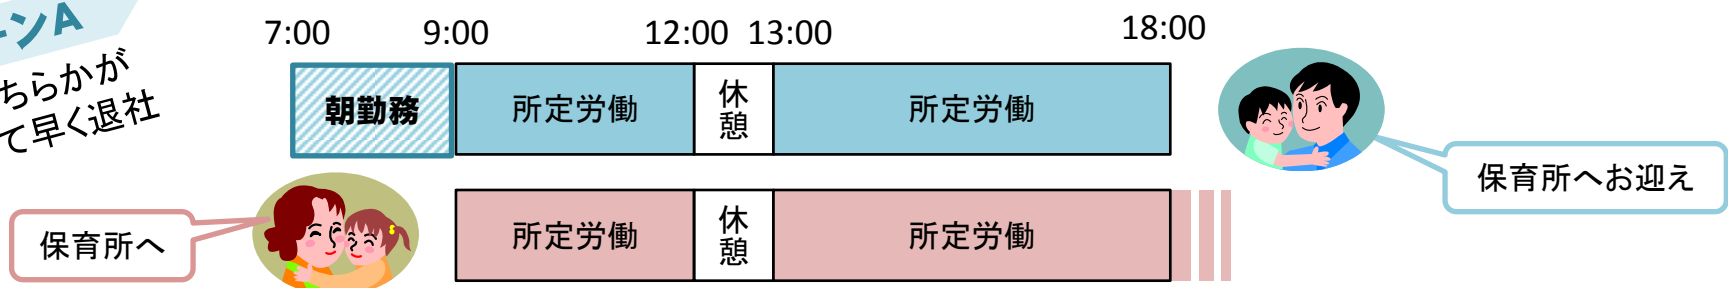 ーンA
ちらかが
て早く退社
7:00 9:00 12:00 13:00 18:00
朝勤務 所定労働 休憩 所定労働
保育所へお迎え
保育所へ
所定労働 休憩 所定労働